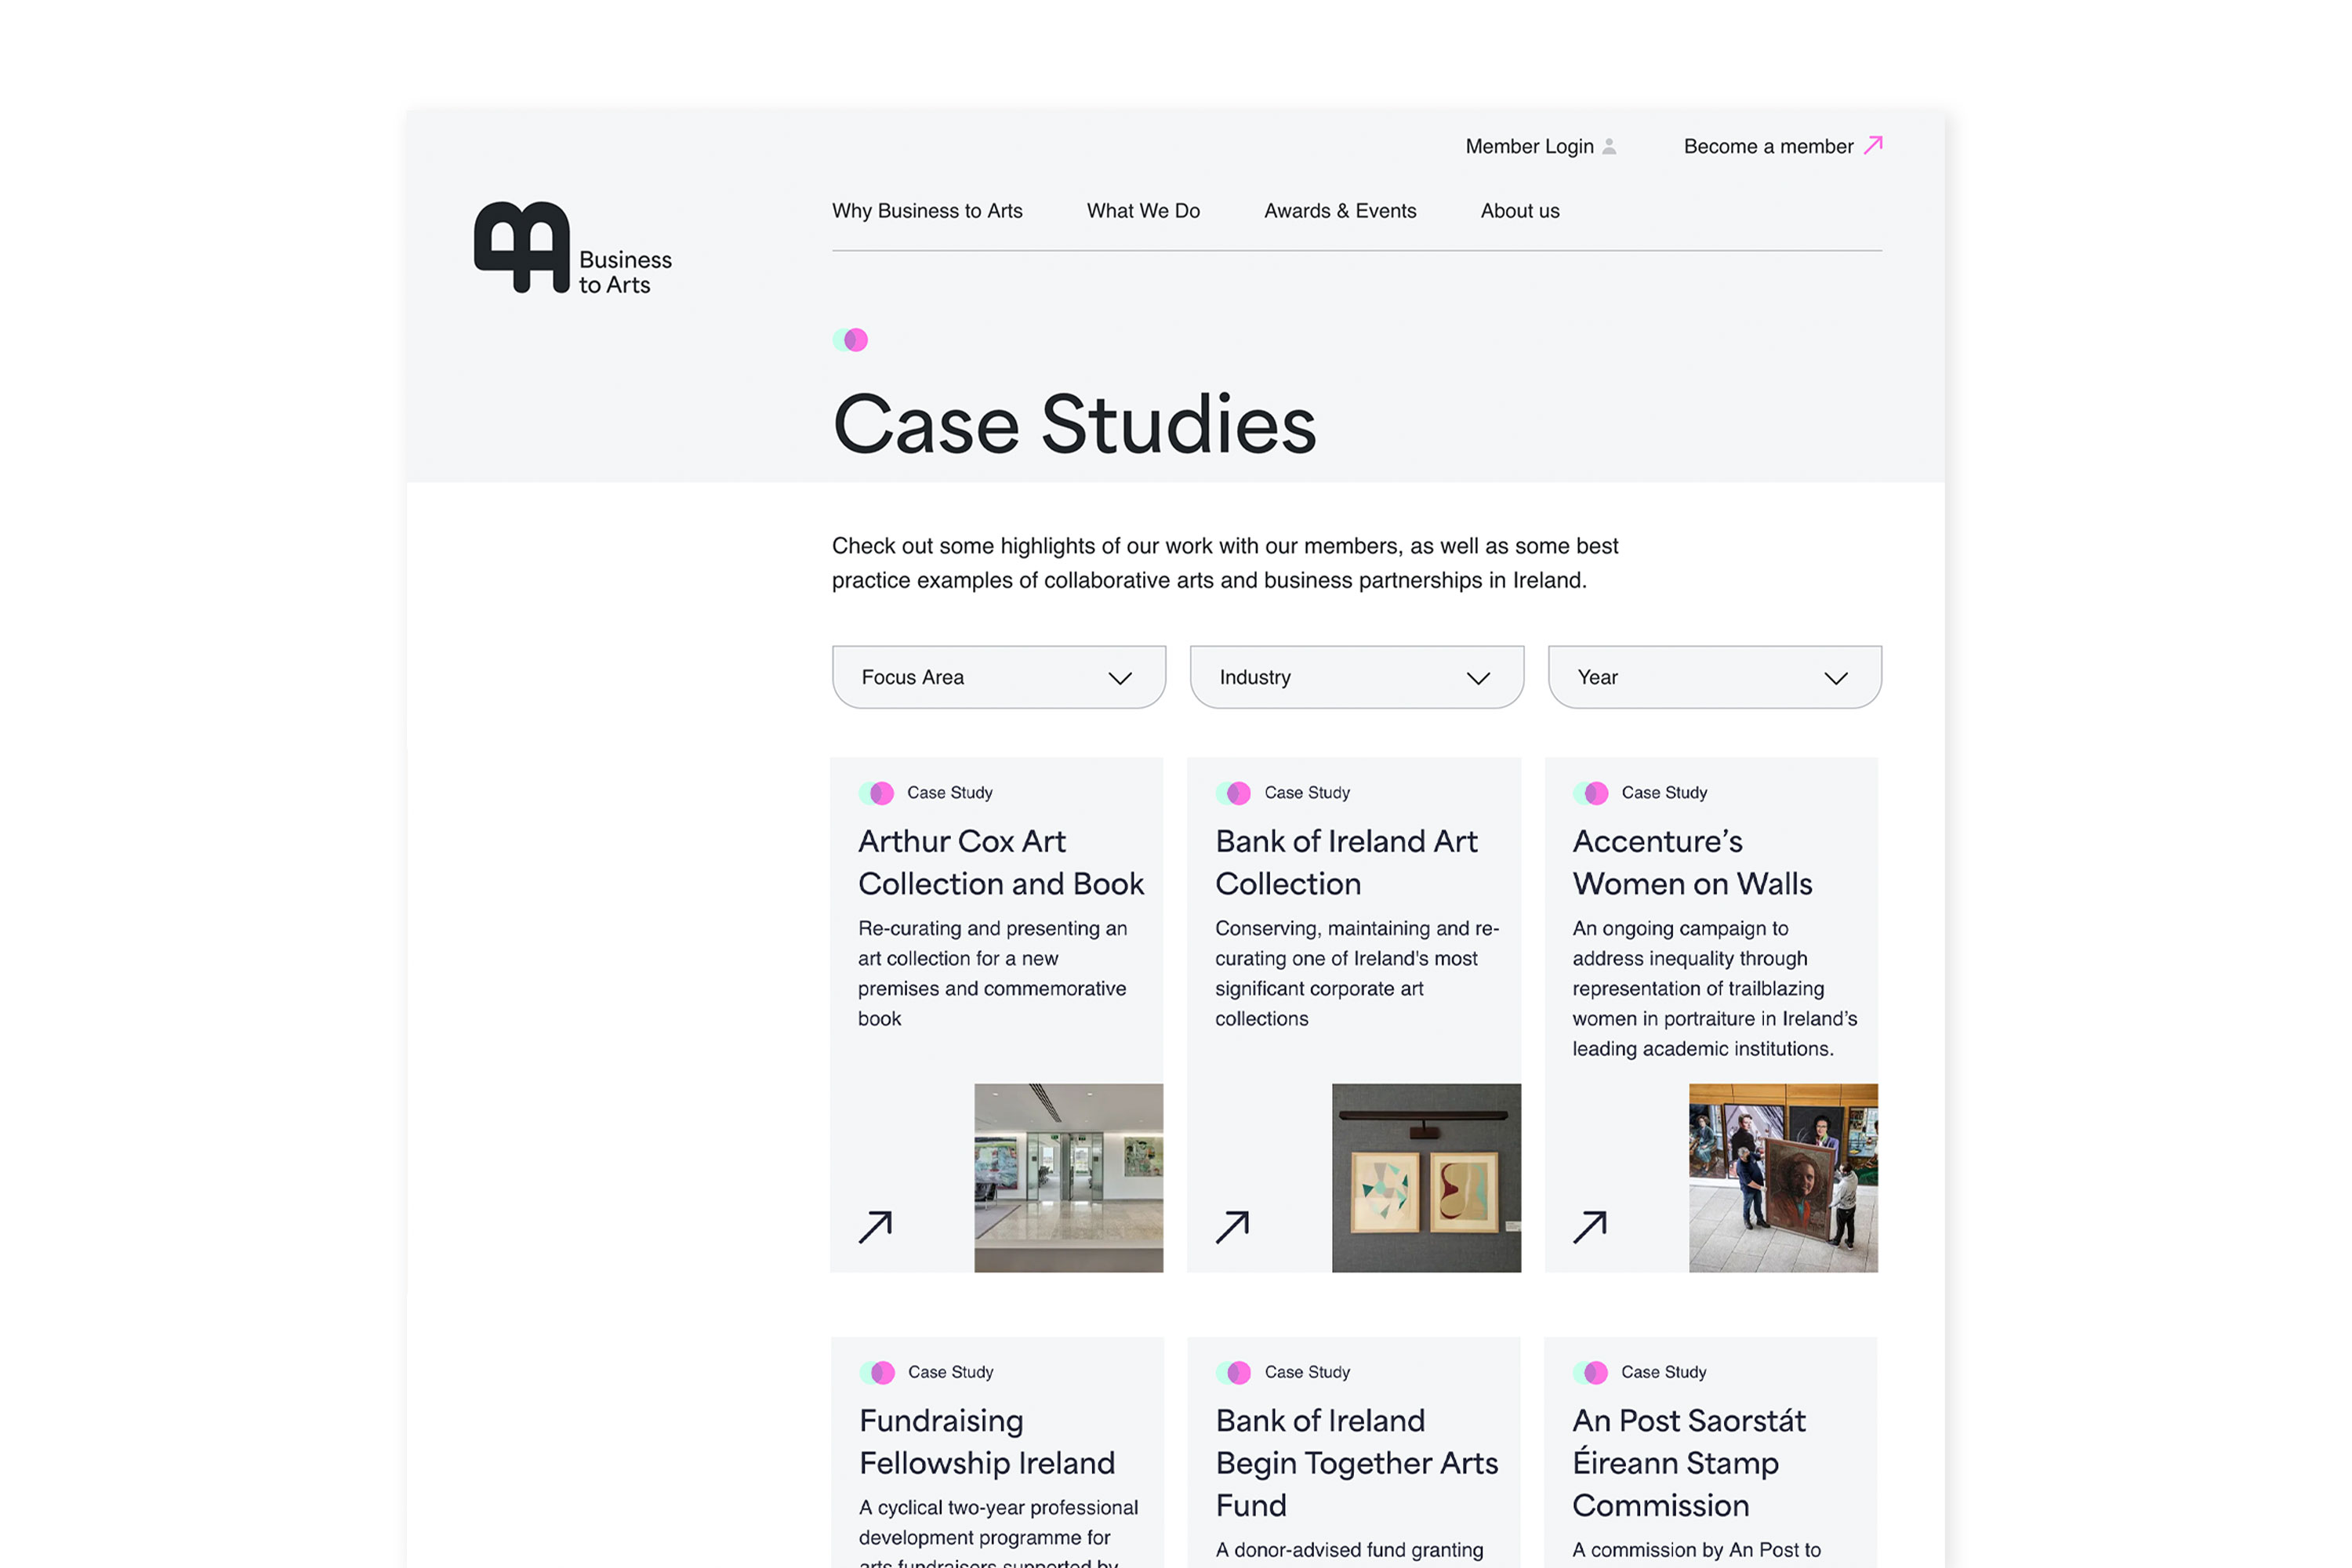 Member Login
Become a member
Why Business to Arts
What We Do
Awards & Events
About us
Business
to Arts
Case Studies
Check out some highlights of our work with our members, as well as some best
practice examples of collaborative arts and business partnerships in Ireland.
Focus Area
Industry
Year
Case Study
Arthur Cox Art
Collection and Book
Re-curating and presenting an
art collection for a new
premises and commemorative
book
Case Study
Bank of Ireland Art
Collection
Conserving, maintaining and re-
curating one of Ireland's most
significant corporate art
collections
Case Study
Accenture’s
Women on Walls
An ongoing campaign to
address inequality through
representation of trailblazing
women in portraiture in Ireland’s
leading academic institutions.
Case Study
Fundraising
Fellowship Ireland
A cyclical two-year professional
development programme for
arts fundraisers supported by
Case Study
Bank of Ireland
Begin Together Arts
Fund
A donor-advised fund granting
Case Study
An Post Saorstát
Éireann Stamp
Commission
A commission by An Post to